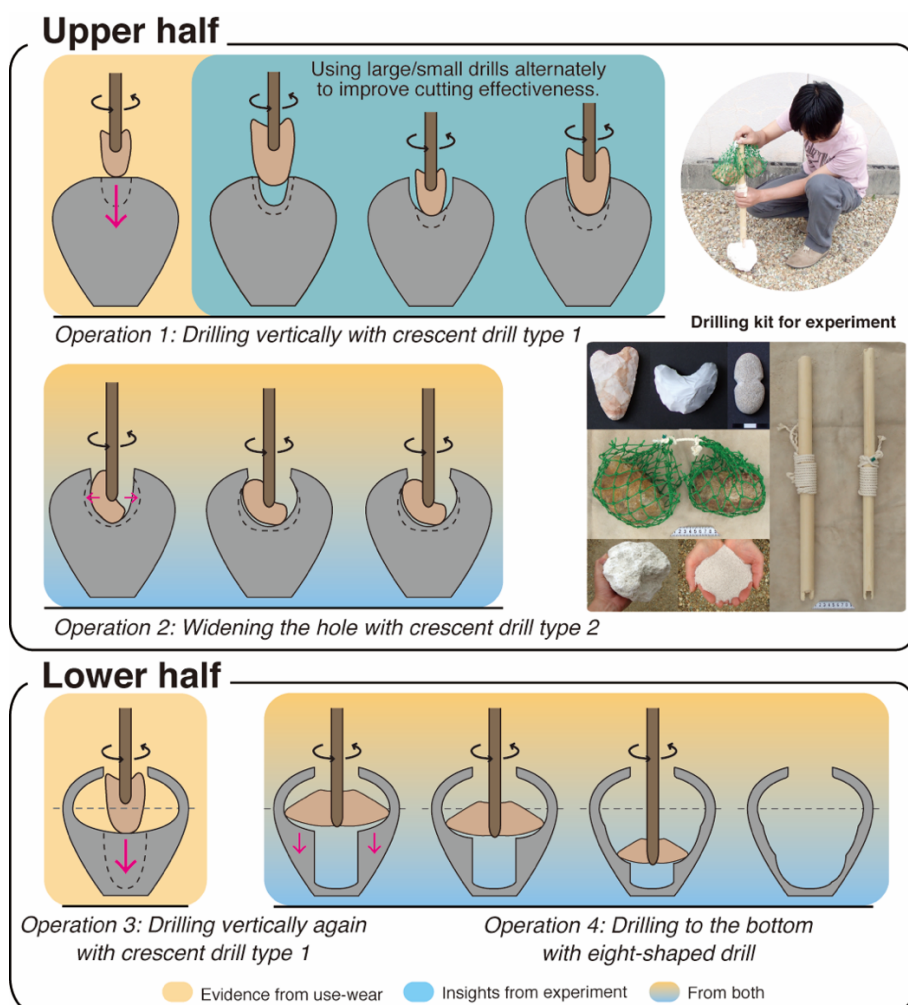 Upper half
Using large/small drills alternately
to improve cutting effectiveness.
Operation 1: Drilling vertically with crescent drill type 1
Drilling kit for experiment
Operation 2: Widening the hole with crescent drill type 2
Lower half
Operation 3: Drilling vertically again
with crescent drill type 1
Operation 4: Drilling to the bottom
with eight-shaped drill
Evidence from use-wear
Insights from experiment
From both